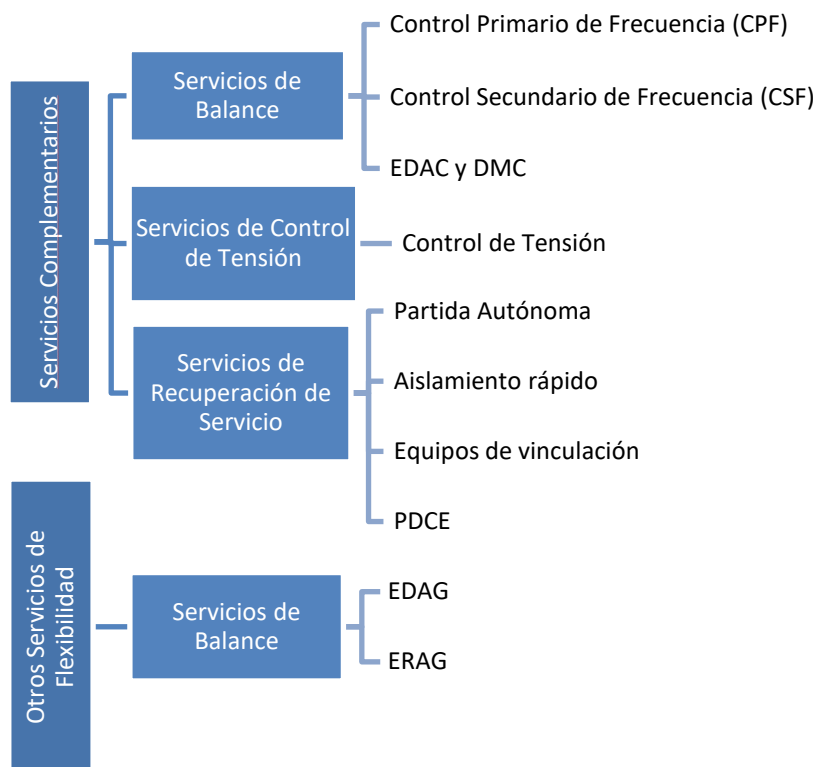 Servicios Complementarios
Servicios de
Balance
Control Primario de Frecuencia (CPF)
Control Secundario de Frecuencia (CSF)
EDAC y DMC
Servicios de Control
de Tensión
Control de Tensión
Servicios de
Recuperación de
Servicio
Partida Autónoma
Aislamiento rápido
Equipos de vinculación
PDCE
Otros Servicios de
Flexibilidad
Servicios de
Balance
EDAG
ERAG